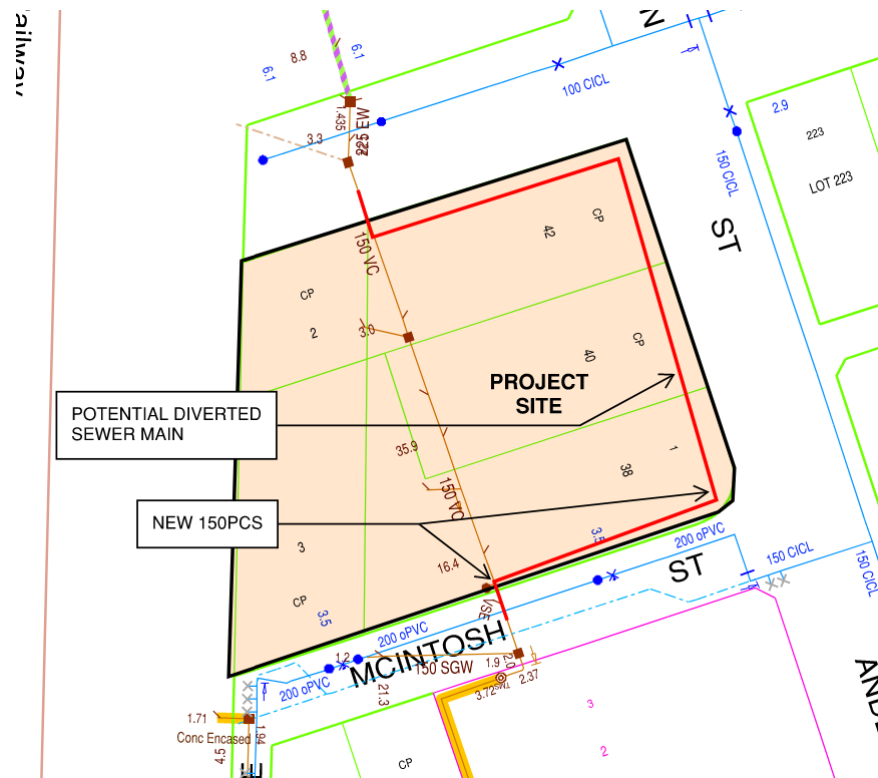 ailway
N
6.1
8.8
6.1
100 CICL
2.9
223
LOT 223
150 CICL
ST
1.435
3.3
150 VC
CP
42
CP
2
3.0
CP
40
PROJECT
SITE
POTENTIAL DIVERTED
SEWER MAIN
35.9
1
38
150 VC
NEW 150PCS
3
CP
3.5
16.4
3.5
200 oPVC
150 CICL
150 CICL
ST
VSE
MCINTOSH
200 oPVC
1.2
150 SGW
1.9
2.0
2.37
3.72
200 oPVC
21.3
1.71
Conc Encased
1.94
4.5
CP
3
2
AND